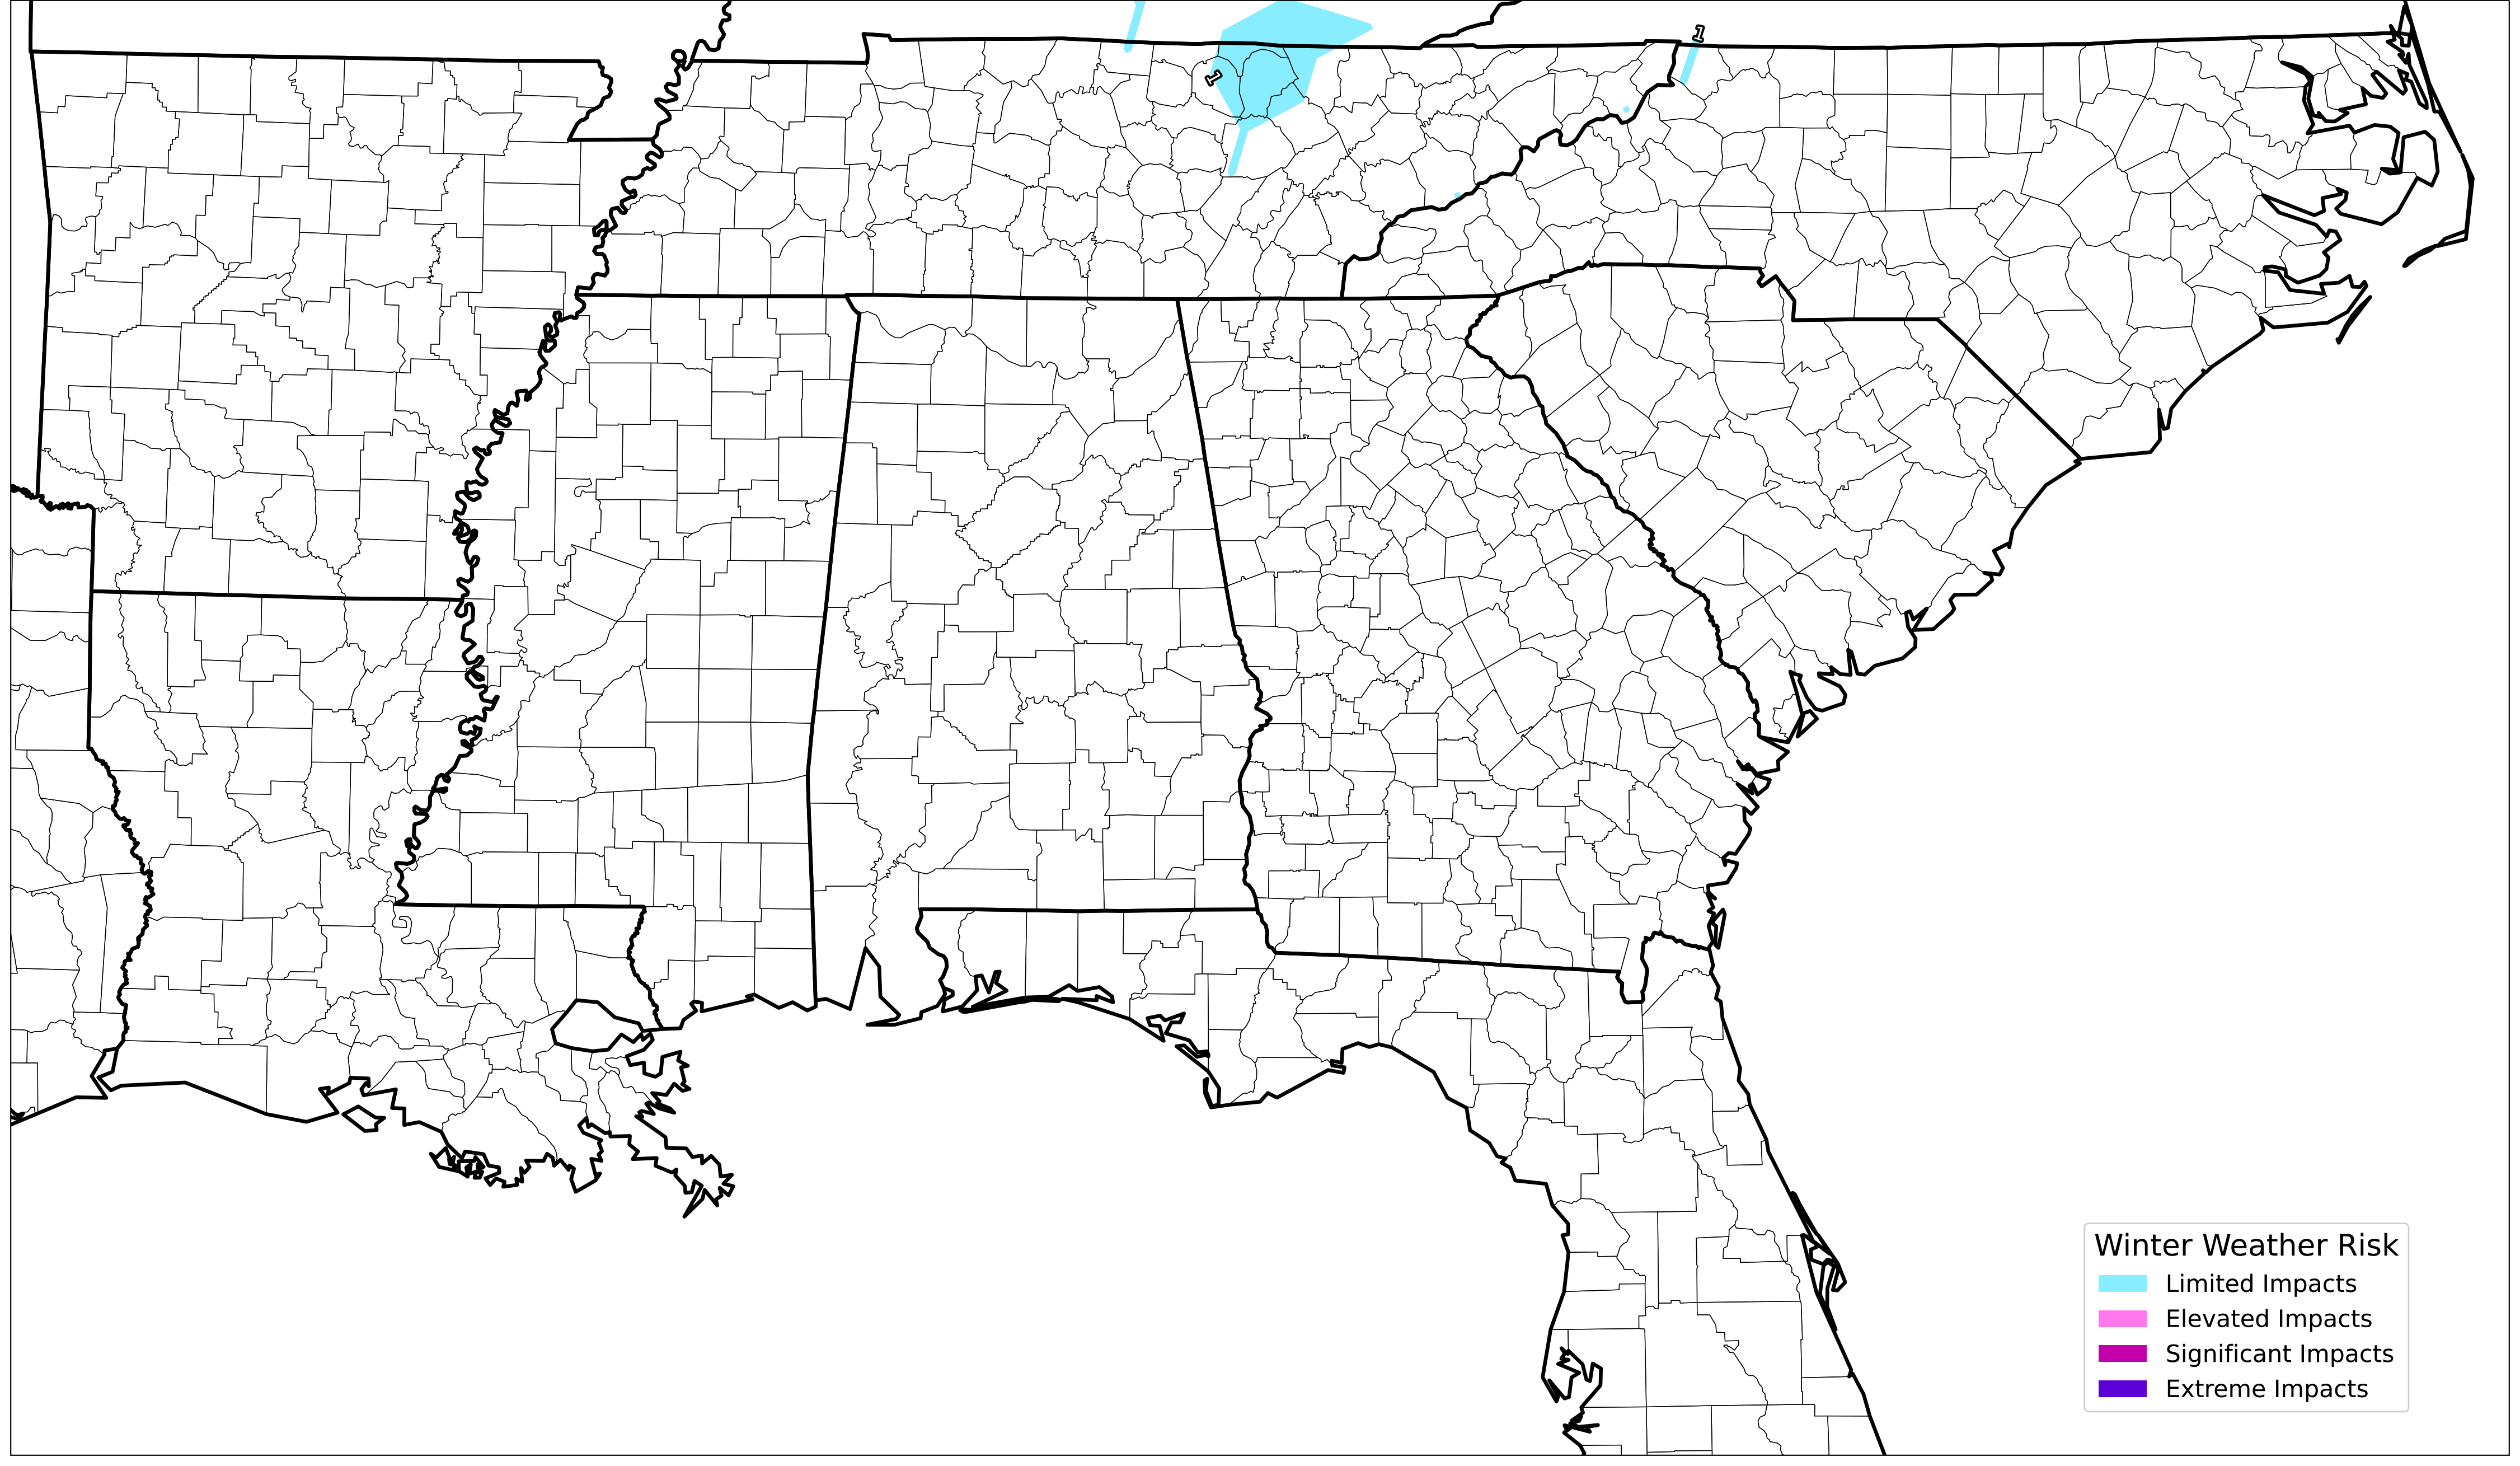 1
1
Winter Weather Risk
Limited Impacts
Elevated Impacts
Significant Impacts
Extreme Impacts